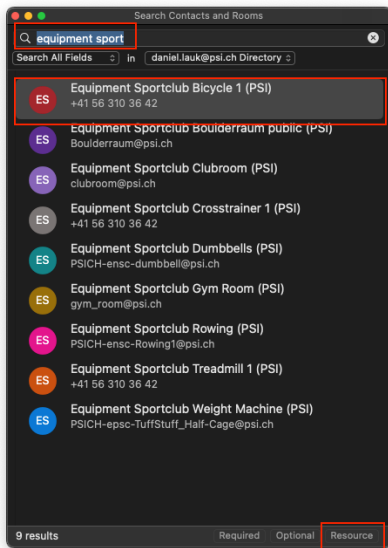 Search Contacts and Rooms
equipment sport
Search All Fields in daniel.lauk@psi.ch Directory
ES Equipment Sportclub Bicycle 1 (PSI)
+41 56 310 36 42
ES Equipment Sportclub Boulderraum public (PSI)
Boulderraum@psi.ch
ES Equipment Sportclub Clubroom (PSI)
clubroom@psi.ch
ES Equipment Sportclub Crosstrainer 1 (PSI)
+41 56 310 36 42
ES Equipment Sportclub Dumbbells (PSI)
PSICH-ensc-dumbbell@psi.ch
ES Equipment Sportclub Gym Room (PSI)
gym_room@psi.ch
ES Equipment Sportclub Rowing (PSI)
PSICH-ensc-Rowing1@psi.ch
ES Equipment Sportclub Treadmill 1 (PSI)
+41 56 310 36 42
ES Equipment Sportclub Weight Machine (PSI)
PSICH-epsc-TuffStuff_Half-Cage@psi.ch
9 results Required Optional Resource